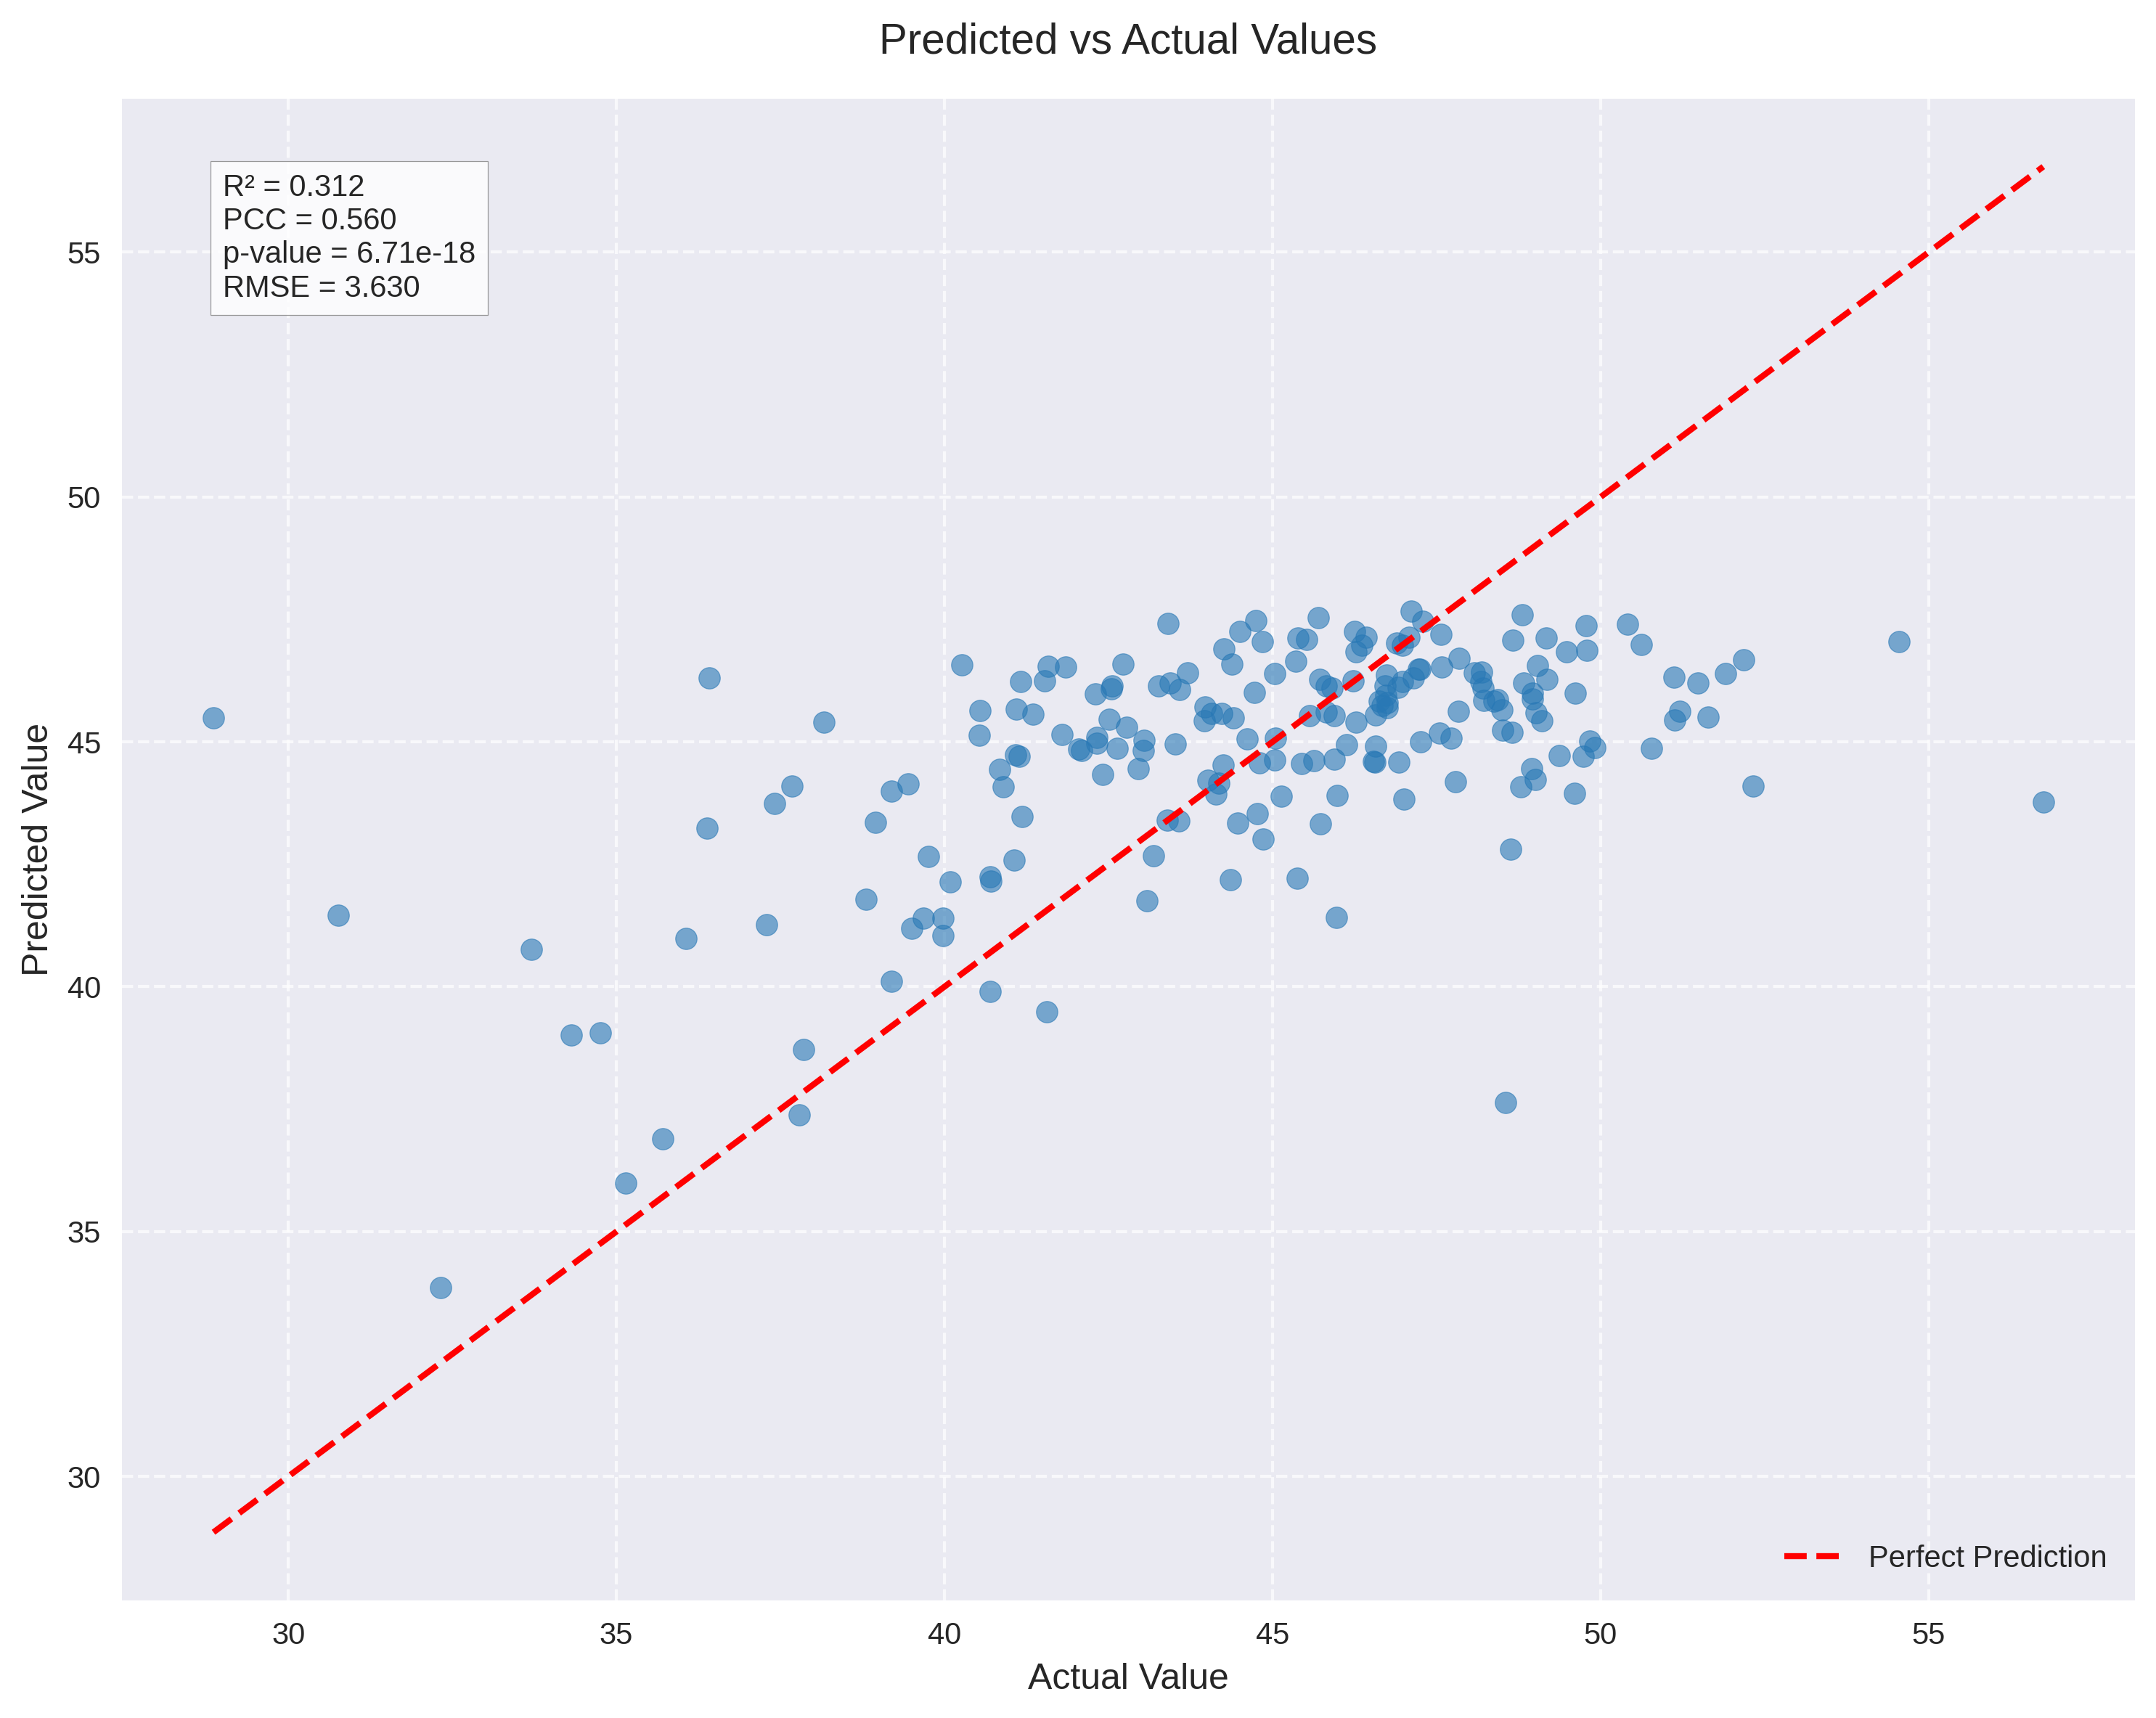 Predicted vs Actual Values
R² = 0.312
PCC = 0.560
p-value = 6.71e-18
RMSE = 3.630
55
50
45
40
35
30
Predicted Value
30 35 40 45 50 55
Actual Value
Perfect Prediction